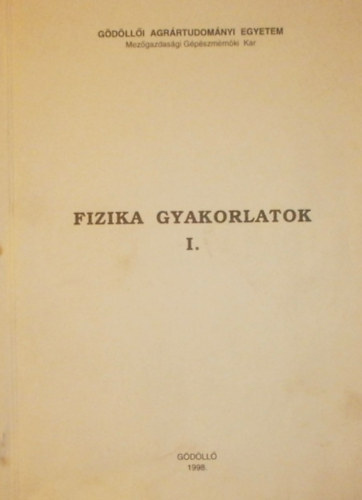 GÖDÖLLŐI AGRÁRTUDOMÁNYI EGYETEM
Mezőgazdasági Gépészmérnöki Kar
FIZIKA GYAKORLATOK
I.
GÖDÖLLŐ
1998.